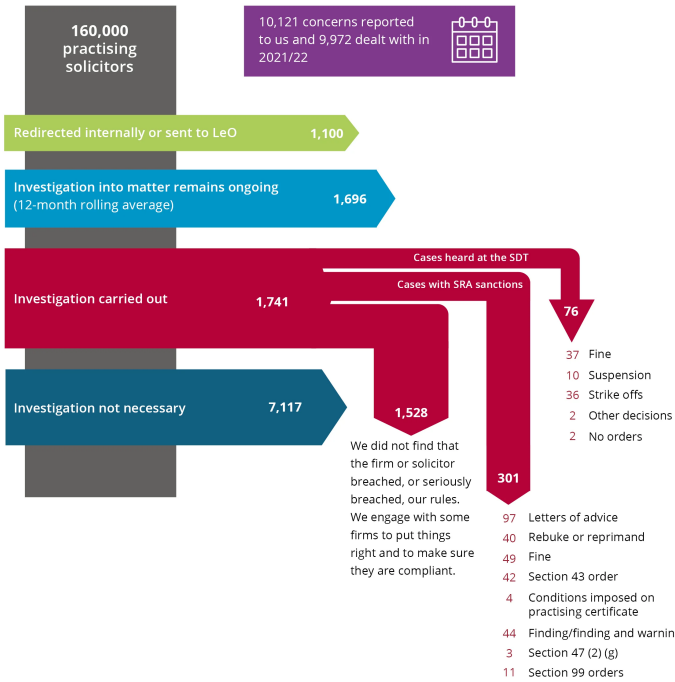 160,000
practising
solicitors
10,121 concerns reported
to us and 9,972 dealt with in
2021/22
Redirected internally or sent to LeO 1,100
Investigation into matter remains ongoing
(12-month rolling average)
1,696
Investigation carried out 1,741
Cases heard at the SDT
Cases with SRA sanctions
76
37 Fine
10 Suspension
36 Strike offs
2 Other decisions
2 No orders
Investigation not necessary 7,117
1,528
We did not find that
the firm or solicitor
breached, or seriously
breached, our rules.
We engage with some
firms to put things
right and to make sure
they are compliant.
301
97 Letters of advice
40 Rebuke or reprimand
49 Fine
42 Section 43 order
4 Conditions imposed on
practising certificate
44 Finding/finding and warnin
3 Section 47 (2) (g)
11 Section 99 orders